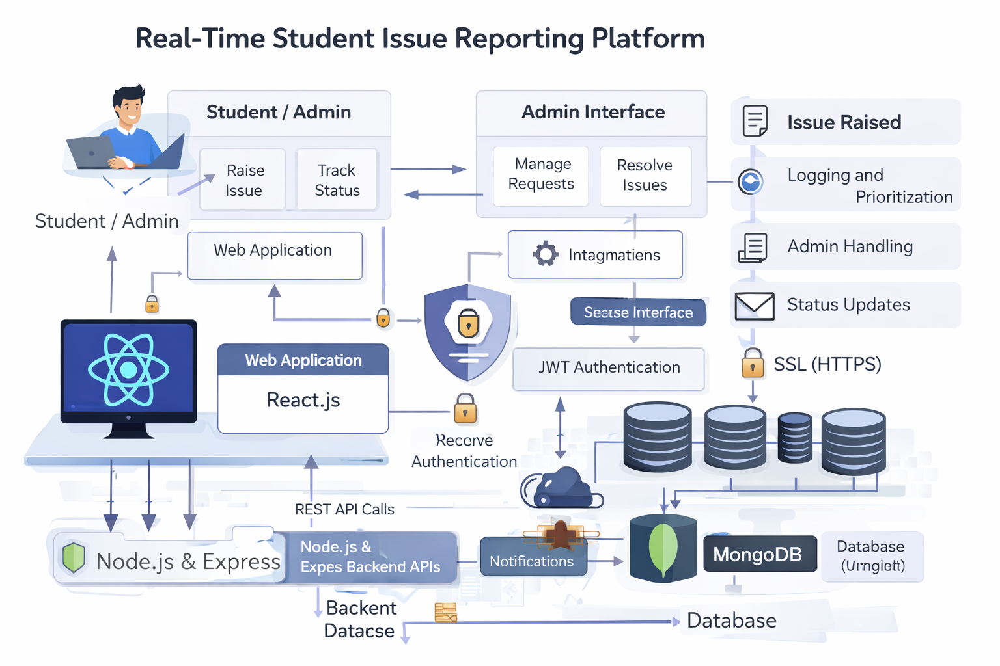 Real-Time Student Issue Reporting Platform
Student / Admin
Raise
Issue
Track
Status
Student / Admin
Admin Interface
Manage
Requests
Resolve
Issues
Issue Raised
Logging and
Prioritization
Admin Handling
Status Updates
SSL (HTTPS)
Web Application
Intagmatiens
Searse Interface
JWT Authentication
Web Application
React.js
Recorve
Authentication
REST API Calls
Node.js & Express
Node.js &
Expes Backend APIs
Notifications
MongoDB
Database
Backent
Datacse
Database